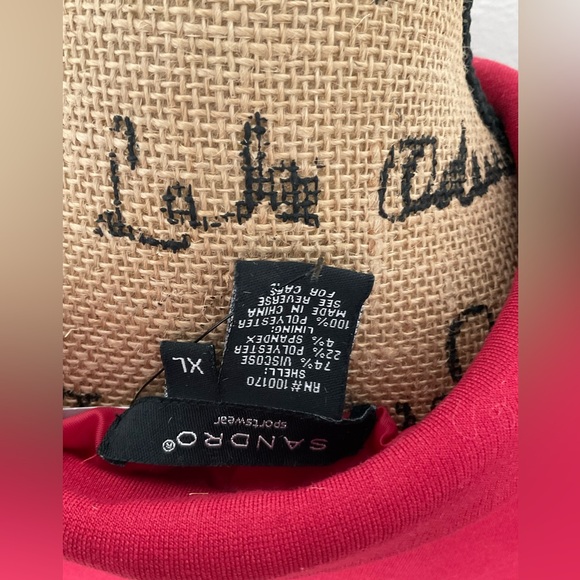 SANDRO®
sportswear
XL
RN# 100170
SHELL:
74% VISCOSE
22% POLYESTER
4% SPANDEX
LINING:
100% POLYESTER
MADE IN CHINA
SEE REVERSE
FOR CARE